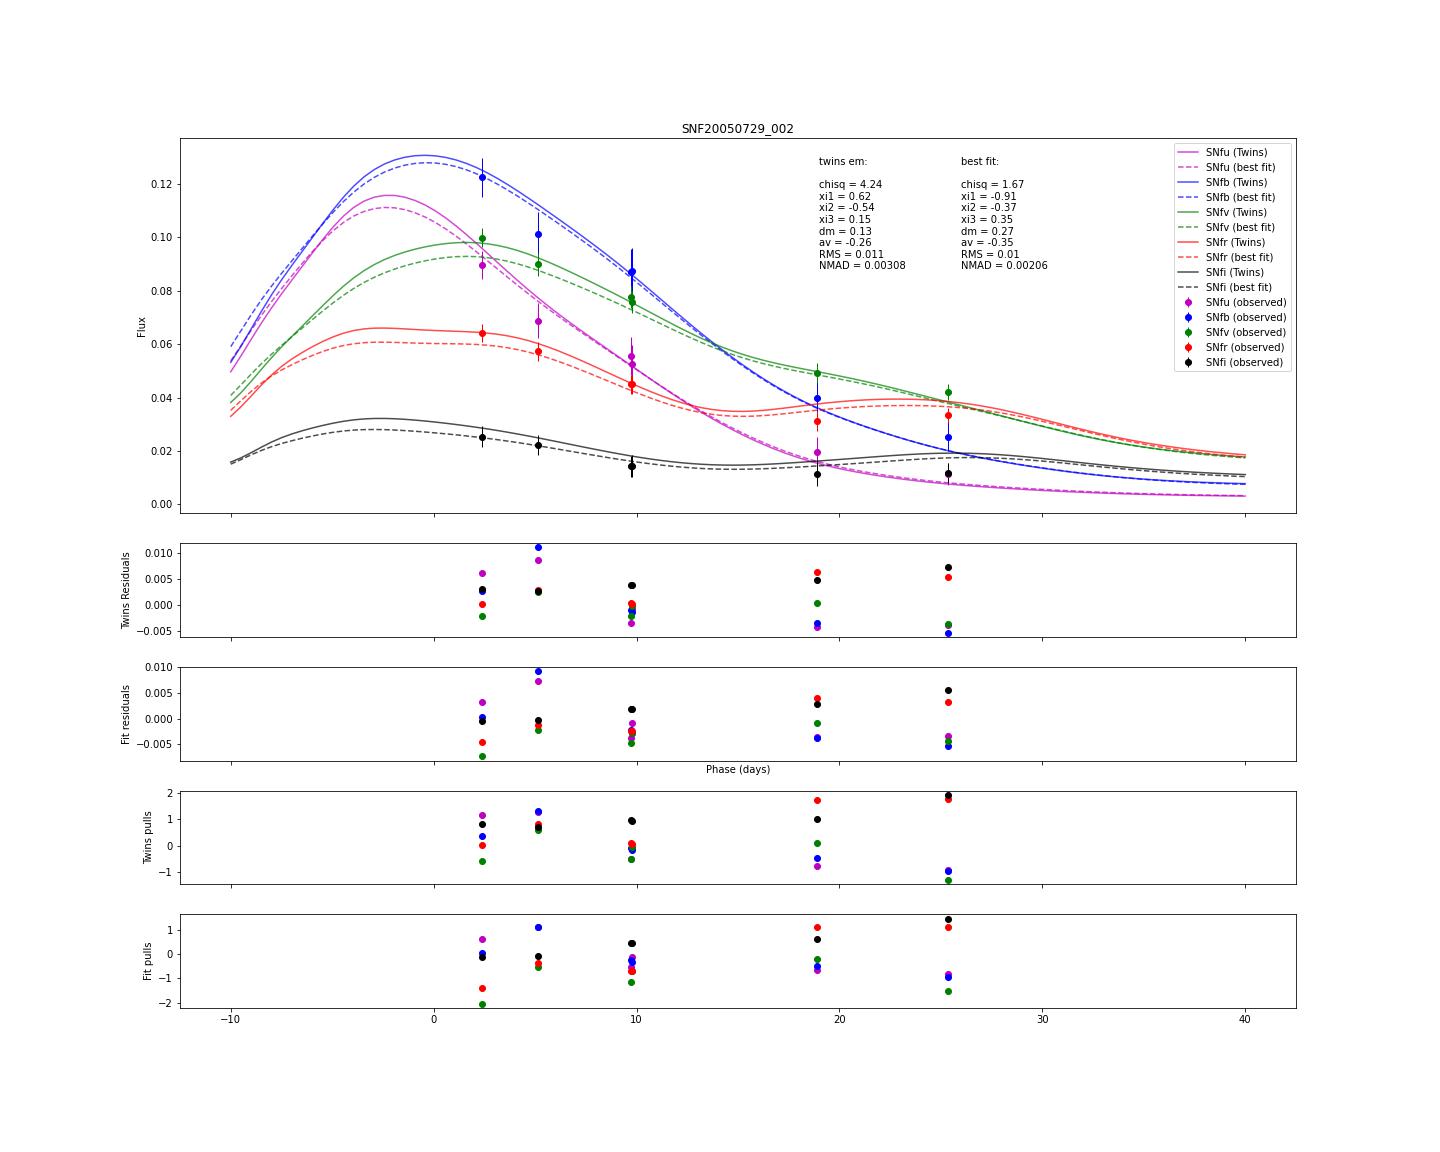 SNF20050729_002
twins em:
chisq = 4.24
xi1 = 0.62
xi2 = -0.54
xi3 = 0.15
dm = 0.13
av = -0.26
RMS = 0.011
NMAD = 0.00308
best fit:
chisq = 1.67
xi1 = -0.91
xi2 = -0.37
xi3 = 0.35
dm = 0.27
av = -0.35
RMS = 0.01
NMAD = 0.00206
SNfu (Twins)
SNfu (best fit)
SNfb (Twins)
SNfb (best fit)
SNfv (Twins)
SNfv (best fit)
SNfr (Twins)
SNfr (best fit)
SNfi (Twins)
SNfi (best fit)
SNfu (observed)
SNfb (observed)
SNfv (observed)
SNfr (observed)
SNfi (observed)
Flux
0.12
0.10
0.08
0.06
0.04
0.02
0.00
Twins Residuals
0.010
0.005
0.000
−0.005
Fit residuals
0.010
0.005
0.000
−0.005
Phase (days)
Twins pulls
2
1
0
−1
Fit pulls
1
0
−1
−2
−10
0
10
20
30
40